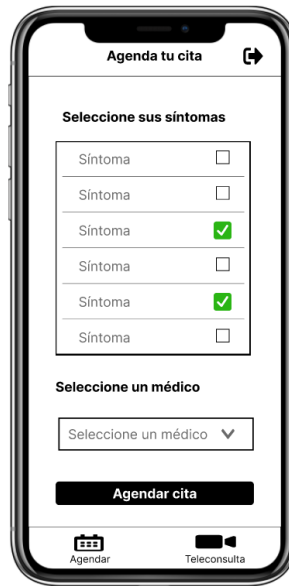 Agenda tu cita
Seleccione sus síntomas
Síntoma
Síntoma
Síntoma
Síntoma
Síntoma
Síntoma
Seleccione un médico
Seleccione un médico
Agendar cita
Agendar Teleconsulta